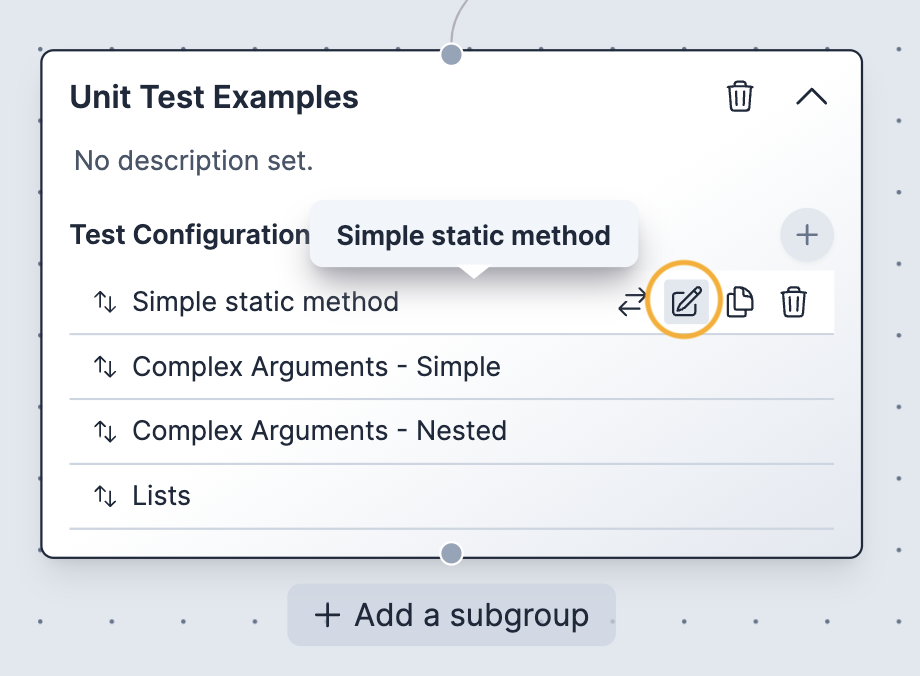 Unit Test Examples
No description set.
Test Configuration
Simple static method
Simple static method
Complex Arguments - Simple
Complex Arguments - Nested
Lists
Add a subgroup